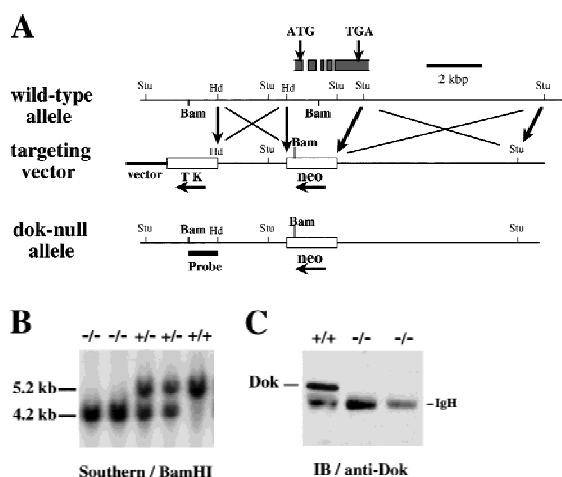 A
ATG TGA
2 kbp
Stu Hd Stu Hd Stu Stu Stu
wild-type allele
Bam Bam
targeting vector
Hd Stu Bam Stu
vector TK neo
dok-null allele
Stu Bam Hd Stu Bam Stu
Probe neo
B
-/- -/- +/- +/- +/+
5.2 kb
4.2 kb
Southern / BamHI
C
+/+ -/- -/-
Dok
IgH
IB / anti-Dok